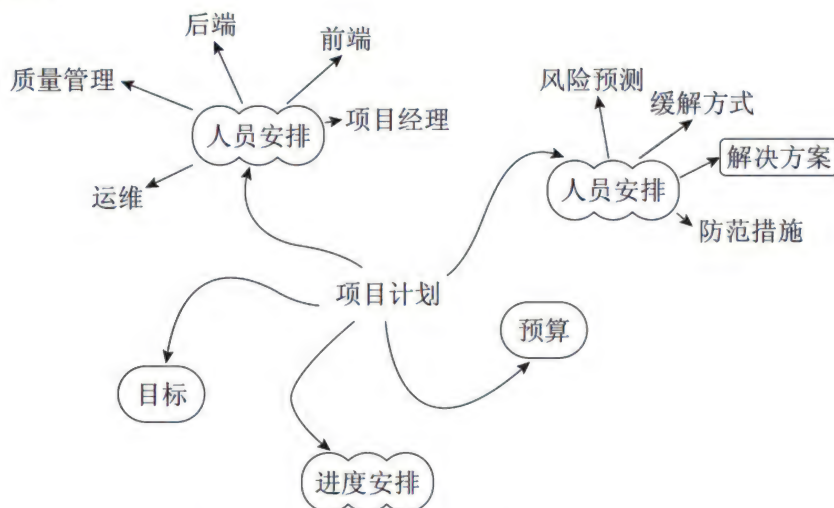 后端
前端
质量管理
人员安排
项目经理
运维
风险预测
缓解方式
解决方案
人员安排
防范措施
项目计划
预算
目标
进度安排